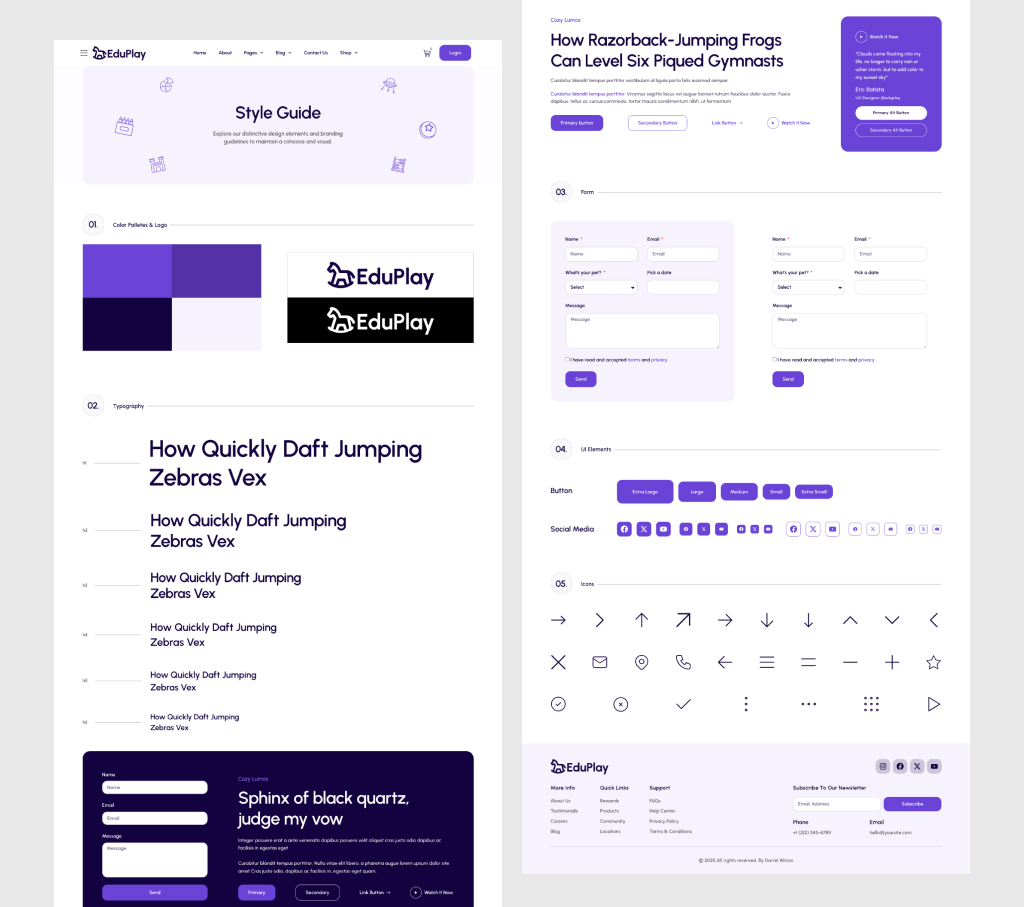 EduPlay
Home
About
Pages
Blog
Contact Us
Shop
Login
Style Guide
Explore our distinctive design elements and branding
guidelines to maintain a cohesive and visual.
01.
Color Palletes & Logo
EduPlay
EduPlay
02.
Typography
h1
How Quickly Daft Jumping
Zebras Vex
h2
How Quickly Daft Jumping
Zebras Vex
h3
How Quickly Daft Jumping
Zebras Vex
h4
How Quickly Daft Jumping
Zebras Vex
h5
How Quickly Daft Jumping
Zebras Vex
h6
How Quickly Daft Jumping
Zebras Vex
Name
Name
Email
Email
Message
Message
Send
Cozy Lumox
Sphinx of black quartz,
judge my vow
Integer posuere erat a ante venenatis dapibus posuere velit aliquet cras justo odio dapibus ac
facilisis in egestas eget
Curabitur blandit tempus porttitor. Nulla vitae elit libero, a pharetra augue lorem ipsum dolor site
amet Cras justo odio, dapibus ac facilisis in, egestas eget quam.
Primary
Secondary
Link Button
Watch It Now
Cozy Lumox
How Razorback-Jumping Frogs
Can Level Six Piqued Gymnasts
Curabitur blandit tempus porttitor vestibulum id ligula porta felis euismod semper
Curabitur blandit tempus porttitor. Vivamus sagittis lacus vel augue laoreet rutrum faucibus dolor auctor. Fusce
dapibus, tellus ac cursus commodo, tortor mauris condimentum nibh, ut fermentum
Primary button
Secondary Button
Link Button
Watch It Now
Watch It Now
"Clouds come floating into my
life, no longer to carry rain or
usher storm, but to add color to
my sunset sky"
Eric Batista
UX Designer @eduplay
Primary Alt Button
Secondary Alt Button
03.
Form
Name *
Email *
Name
Email
What's your pet? *
Pick a date
Select
Message
Message
I have read and accepted terms and privacy
Send
Name *
Email *
Name
Email
What's your pet? *
Pick a date
Select
Message
Message
I have read and accepted terms and privacy
Send
04.
UI Elements
Button
Extra Large
Large
Medium
Small
Extra Small
Social Media
05.
Icons
EduPlay
More Info
About Us
Testimonials
Careers
Blog
Quick Links
Rewards
Products
Community
Locations
Support
FAQs
Help Center
Privacy Policy
Terms & Conditions
Subscribe To Our Newsletter
Email Address
Subscribe
Phone
+1 (212) 345-6789
Email
hello@yoursite.com
© 2025 All rights reserved. By Darrel Wilson